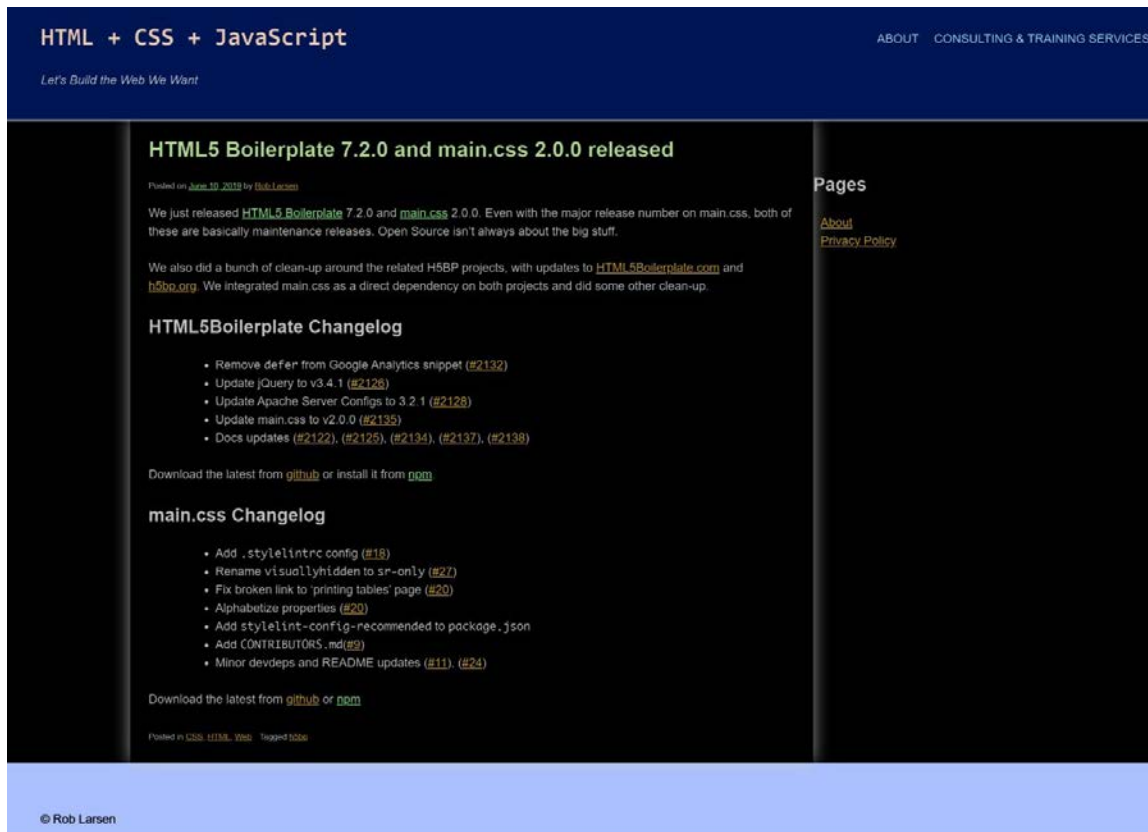 HTML + CSS + JavaScript
ABOUT CONSULTING & TRAINING SERVICES
Let's Build the Web We Want
HTML5 Boilerplate 7.2.0 and main.css 2.0.0 released
Posted on June 10, 2019 by Rob Larsen
We just released HTML5 Boilerplate 7.2.0 and main.css 2.0.0. Even with the major release number on main.css, both of
these are basically maintenance releases. Open Source isn't always about the big stuff.
We also did a bunch of clean-up around the related H5BP projects, with updates to HTML5Boilerplate.com and
h5bp.org. We integrated main.css as a direct dependency on both projects and did some other clean-up.
HTML5Boilerplate Changelog
• Remove defer from Google Analytics snippet (#2132)
• Update jQuery to v3.4.1 (#2126)
• Update Apache Server Configs to 3.2.1 (#2128)
• Update main.css to v2.0.0 (#2135)
• Docs updates (#2122), (#2125), (#2134), (#2137), (#2138)
Download the latest from github or install it from npm
main.css Changelog
• Add .stylelintrc config (#18)
• Rename visuallyhidden to sr-only (#27)
• Fix broken link to 'printing tables' page (#20)
• Alphabetize properties (#20)
• Add stylelint-config-recommended to package.json
• Add CONTRIBUTORS.md(#9)
• Minor devdeps and README updates (#11), (#24)
Download the latest from github or npm
Posted in CSS, HTML, Web Tagged h5bp
Pages
About
Privacy Policy
© Rob Larsen